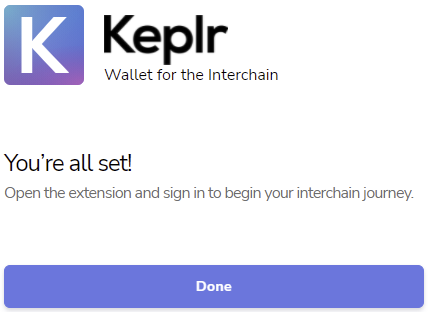 K
Keplr
Wallet for the Interchain
You're all set!
Open the extension and sign in to begin your interchain journey.
Done